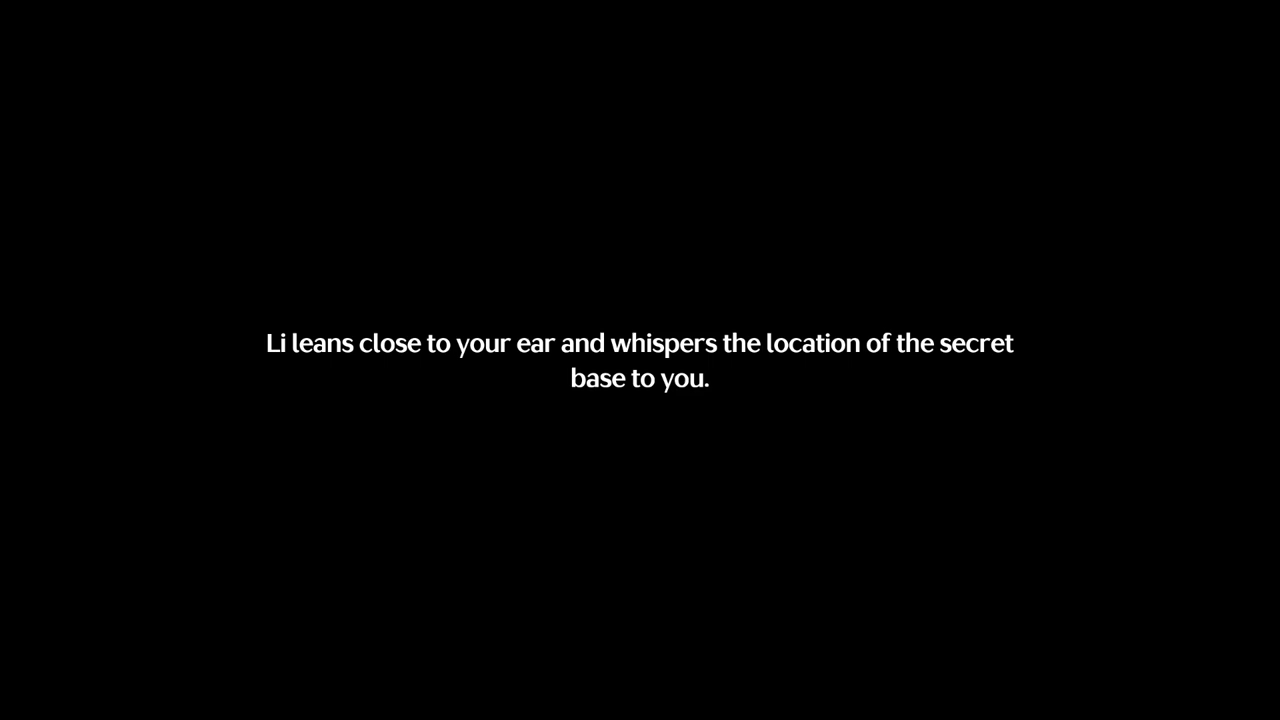 Li leans close to your ear and whispers the location of the secret
base to you.